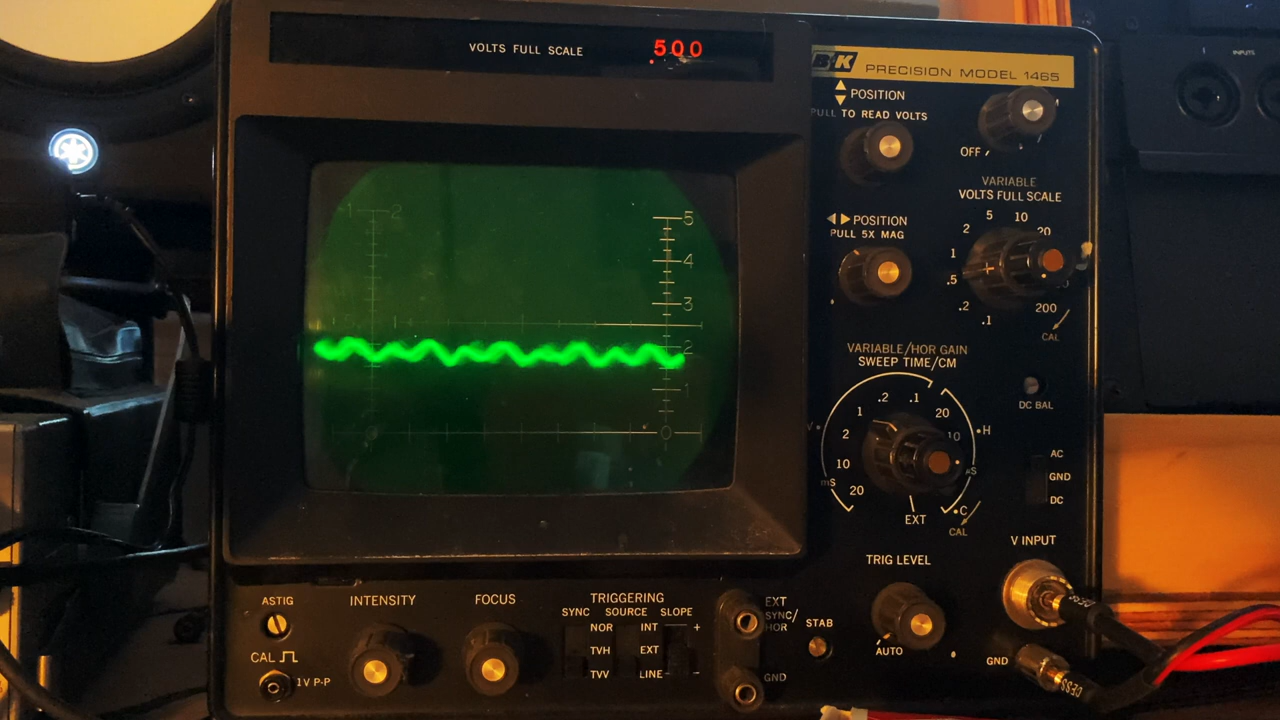 VOLTS FULL SCALE .500
B+K PRECISION MODEL 1465
POSITION
PULL TO READ VOLTS
OFF
VARIABLE
VOLTS FULL SCALE
5 10
2 20
1
.5
.2 200
.1
CAL
POSITION
PULL 5X MAG
1 2
5
4
3
2
1
0 0
VARIABLE/HOR GAIN
SWEEP TIME/CM
.2 .1
1 20
2 10
10
mS µS
20
V
H
EXT
C
CAL
DC BAL
AC
GND
DC
V INPUT
TRIG LEVEL
AUTO
GND
STAB
EXT
SYNC/
HOR
GND
ASTIG
CAL
1V P-P
INTENSITY
FOCUS
TRIGGERING
SYNC SOURCE SLOPE
NOR INT +
TVH EXT
TVV LINE -
INPUTS